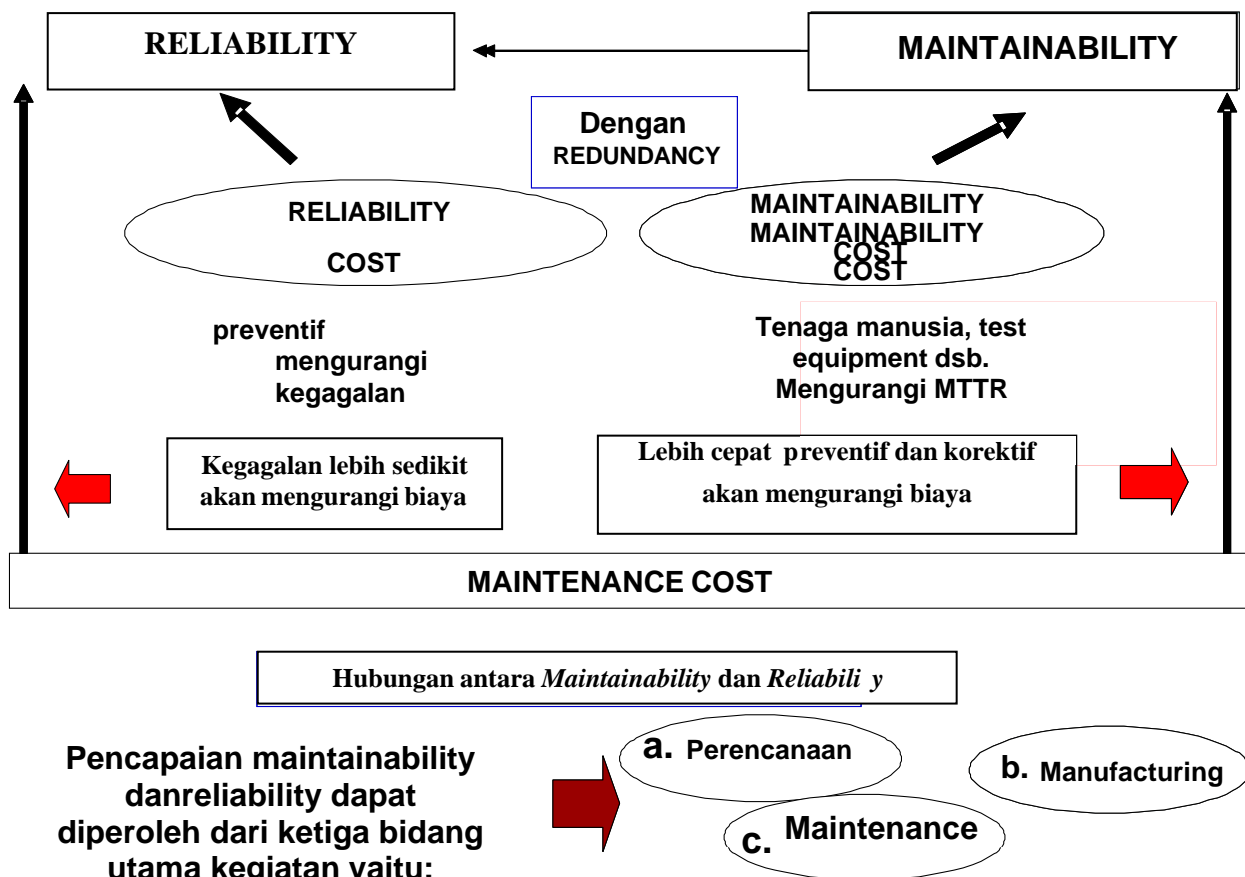 RELIABILITY
MAINTAINABILITY
Dengan
REDUNDANCY
RELIABILITY
COST
MAINTAINABILITY
MAINTAINABILITY
COST
COST
preventif
mengurangi
kegagalan
Tenaga manusia, test
equipment dsb.
Mengurangi MTTR
Kegagalan lebih sedikit
akan mengurangi biaya
Lebih cepat preventif dan korektif
akan mengurangi biaya
MAINTENANCE COST
Hubungan antara Maintainability dan Reliabili y
Pencapaian maintainability
danreliability dapat
diperoleh dari ketiga bidang
utama kegiatan yaitu:
a. Perencanaan
b. Manufacturing
c. Maintenance